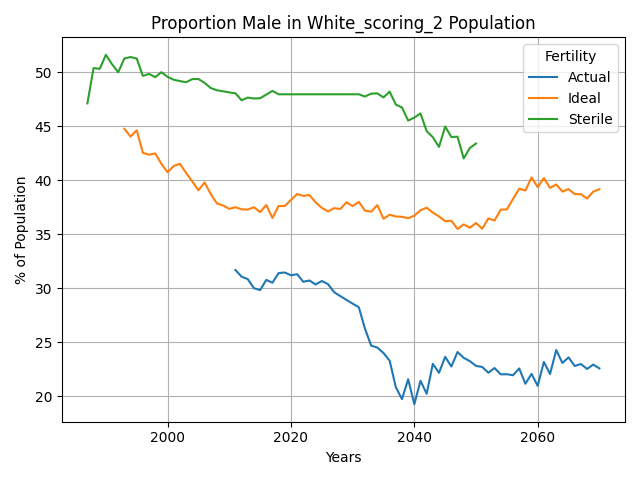 Proportion Male in White_scoring_2 Population
Fertility
Actual
Ideal
Sterile
% of Population
50
45
40
35
30
25
20
2000
2020
2040
2060
Years